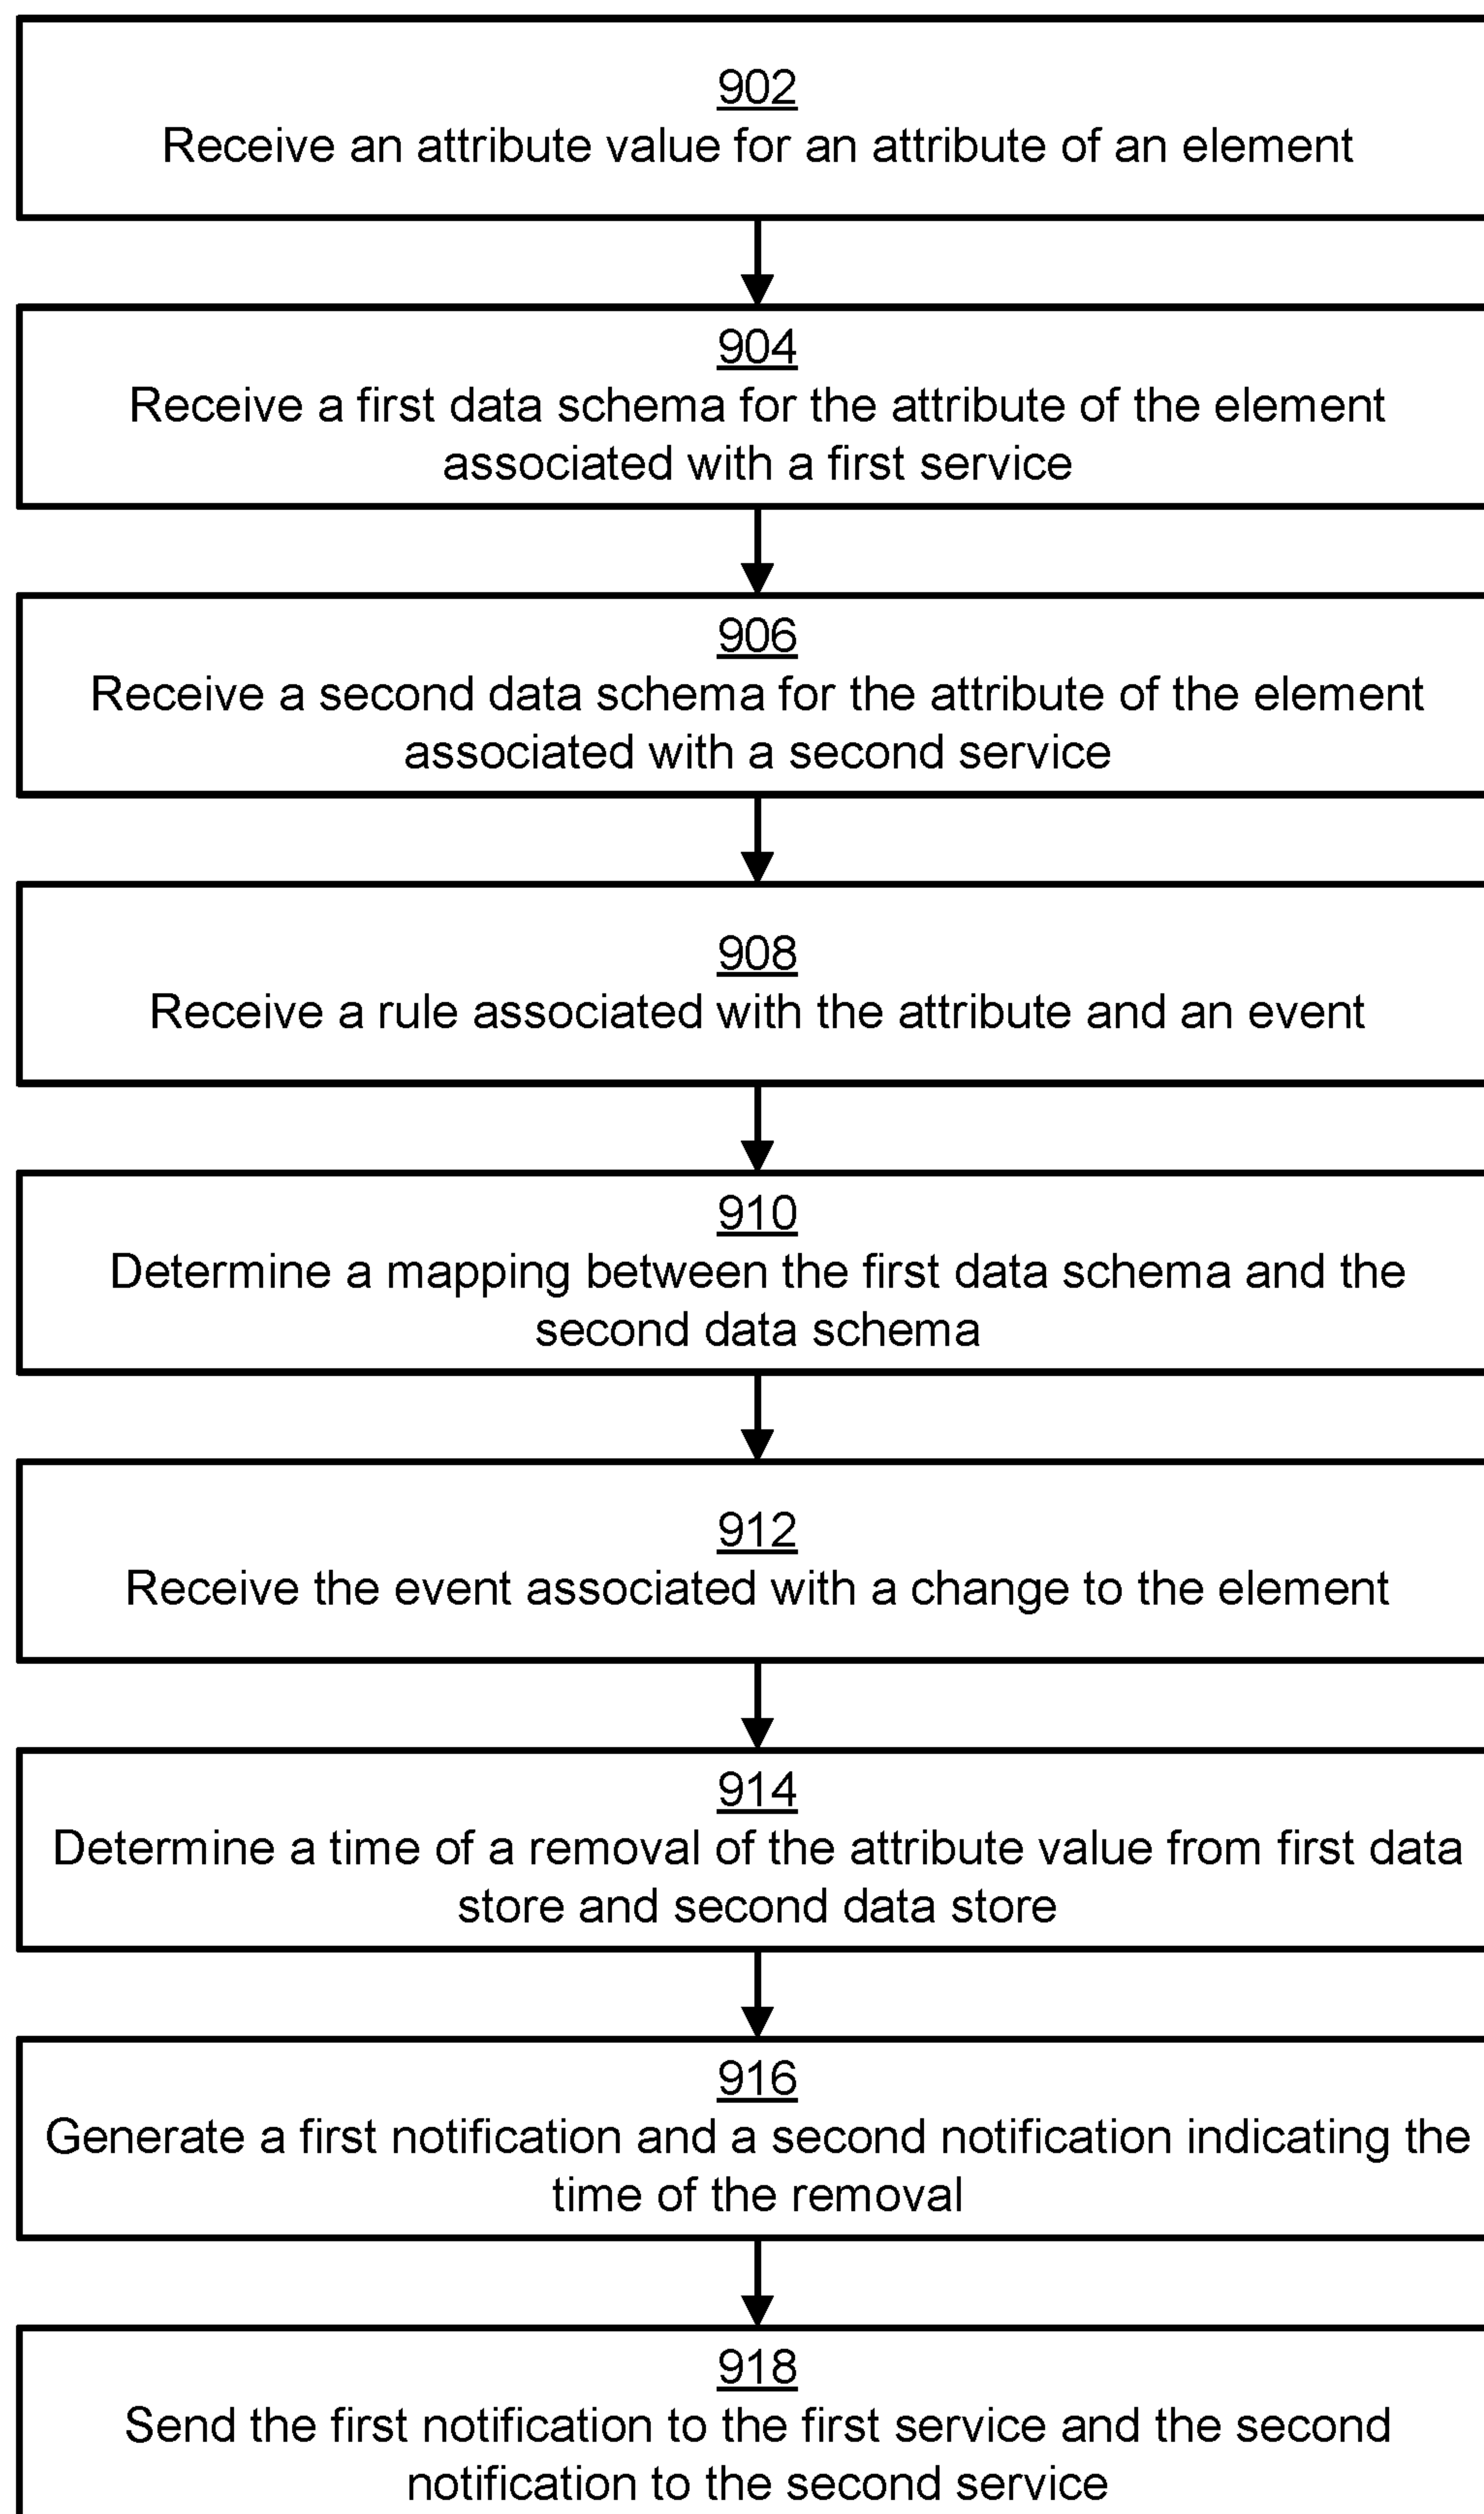 902
Receive an attribute value for an attribute of an element
904
Receive a first data schema for the attribute of the element
associated with a first service
906
Receive a second data schema for the attribute of the element
associated with a second service
908
Receive a rule associated with the attribute and an event
910
Determine a mapping between the first data schema and the
second data schema
912
Receive the event associated with a change to the element
914
Determine a time of a removal of the attribute value from first data
store and second data store
916
Generate a first notification and a second notification indicating the
time of the removal
918
Send the first notification to the first service and the second
notification to the second service